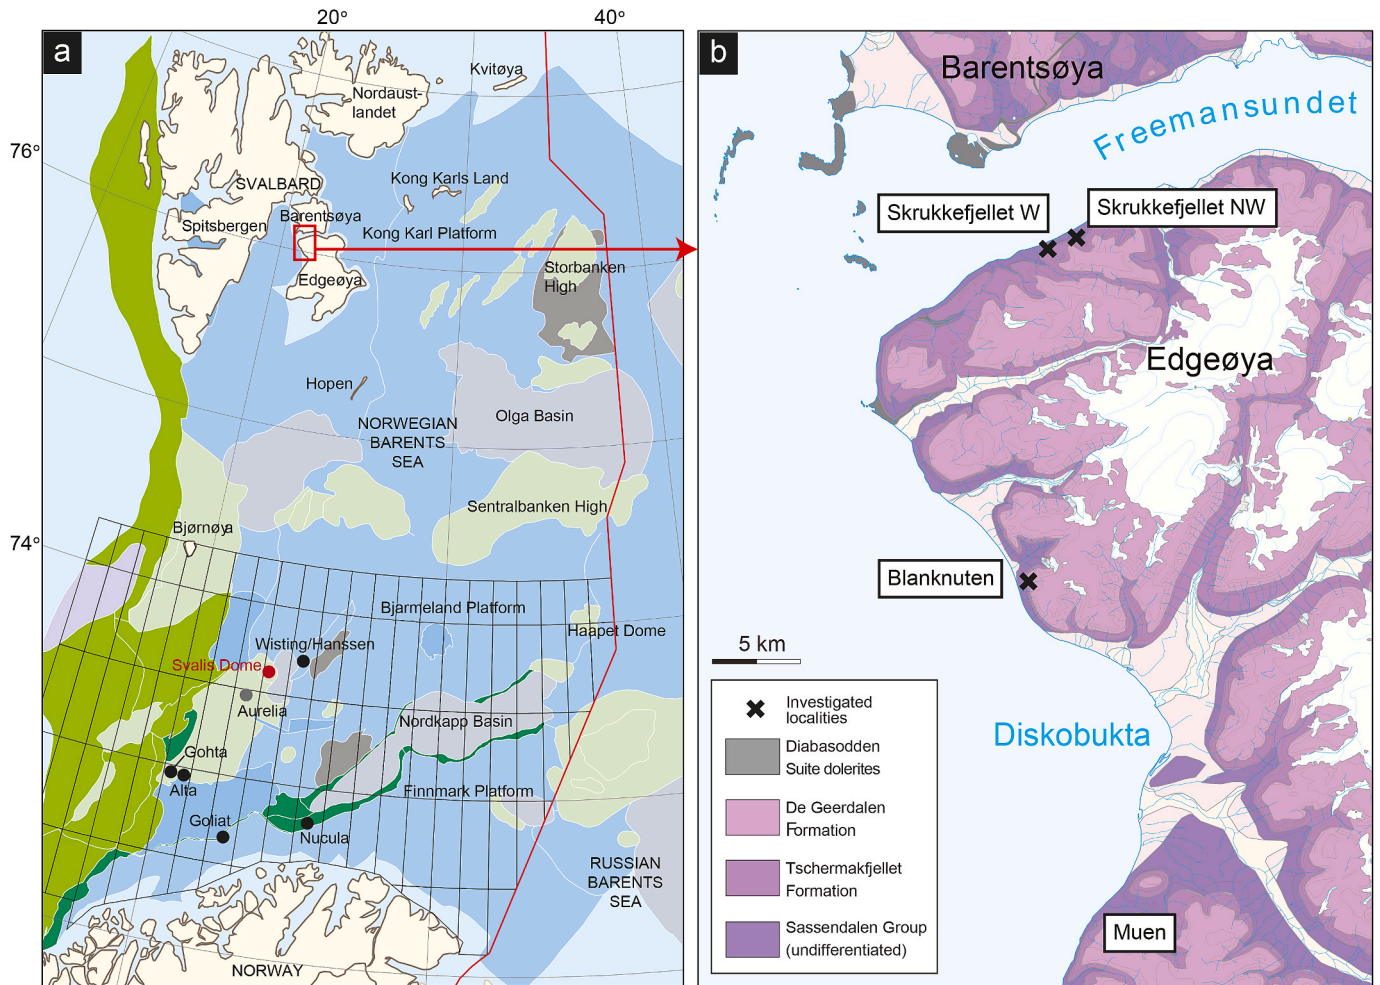 20°
40°
a
Kvitøya
Nordaust-
landet
76°
SVALBARD
Kong Karls Land
Barentsøya
Spitsbergen
Kong Karl Platform
Edgeøya
Storbanken
High
Hopen
Olga Basin
NORWEGIAN
BARENTS
SEA
Sentralbanken High
Bjørnøya
74°
Bjarmeland Platform
Haapet Dome
Wisting/Hanssen
Svalis Dome
Aurelia
Nordkapp Basin
Gohta
Alta
Finnmark Platform
Goliat
Nucula
RUSSIAN
BARENTS
SEA
NORWAY
b
Barentsøya
Freemansundet
Skrukkefjellet W
Skrukkefjellet NW
Edgeøya
Blanknuten
5 km
Diskobukta
Muen
Investigated
localities
Diabasodden
Suite dolerites
De Geerdalen
Formation
Tschermakfjellet
Formation
Sassendalen Group
(undifferentiated)